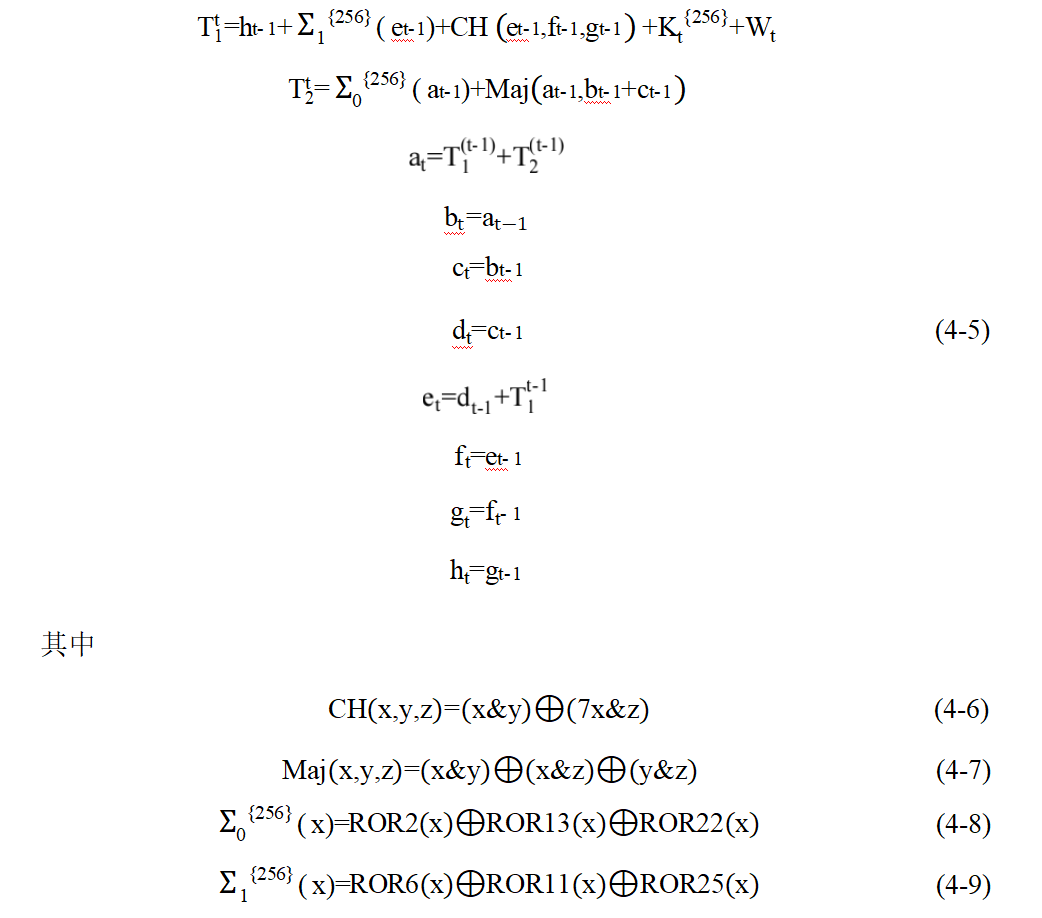 T₁ᵗ=hₜ₋₁+Σ₁^{256}(eₜ₋₁)+CH(eₜ₋₁,fₜ₋₁,gₜ₋₁)+Kₜ^{256}+Wₜ
T₂ᵗ=Σ₀^{256}(aₜ₋₁)+Maj(aₜ₋₁,bₜ₋₁+cₜ₋₁)
aₜ=T₁⁽ᵗ⁻¹⁾+T₂⁽ᵗ⁻¹⁾
bₜ=aₜ₋₁
cₜ=bₜ₋₁
dₜ=cₜ₋₁ (4-5)
eₜ=dₜ₋₁+T₁ᵗ⁻¹
fₜ=eₜ₋₁
gₜ=fₜ₋₁
hₜ=gₜ₋₁
其中
CH(x,y,z)=(x&y)⊕(7x&z) (4-6)
Maj(x,y,z)=(x&y)⊕(x&z)⊕(y&z) (4-7)
Σ₀^{256}(x)=ROR2(x)⊕ROR13(x)⊕ROR22(x) (4-8)
Σ₁^{256}(x)=ROR6(x)⊕ROR11(x)⊕ROR25(x) (4-9)